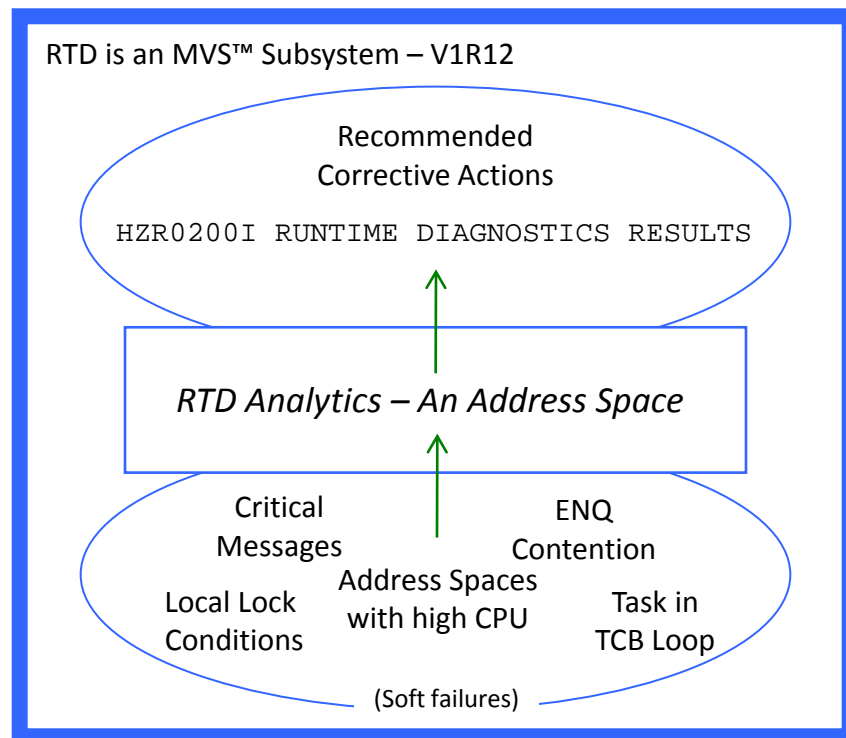 RTD is an MVS™ Subsystem – V1R12
Recommended
Corrective Actions
HZR0200I RUNTIME DIAGNOSTICS RESULTS
RTD Analytics – An Address Space
Critical
Messages
ENQ
Contention
Address Spaces
with high CPU
Local Lock
Conditions
Task in
TCB Loop
(Soft failures)